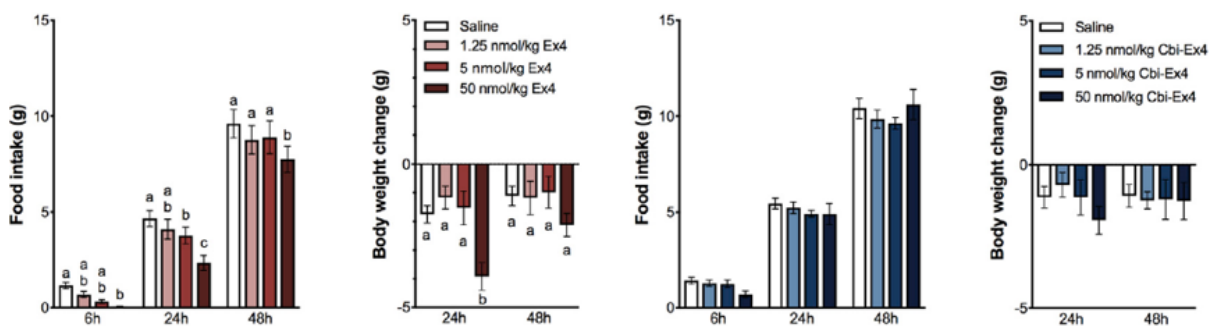 15
10
5
0
Food intake (g)
a
a
b
a
b
b
a
a
b
b
c
a
a
a
b
6h
24h
48h
5
0
-5
Body weight change (g)
Saline
1.25 nmol/kg Ex4
5 nmol/kg Ex4
50 nmol/kg Ex4
a
a
a
b
a
a
a
a
24h
48h
15
10
5
0
Food intake (g)
6h
24h
48h
5
0
-5
Body weight change (g)
Saline
1.25 nmol/kg Cbi-Ex4
5 nmol/kg Cbi-Ex4
50 nmol/kg Cbi-Ex4
24h
48h